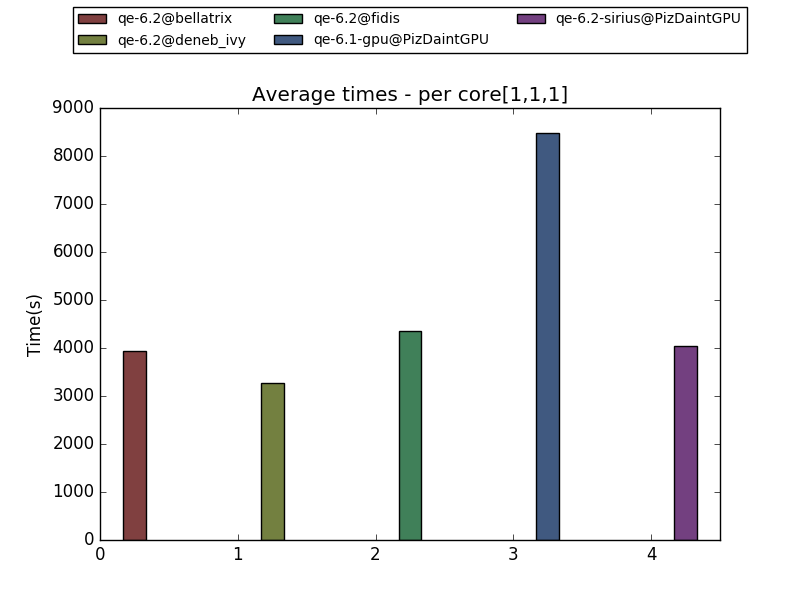 qe-6.2@bellatrix qe-6.2@fidis qe-6.2-sirius@PizDaintGPU
qe-6.2@deneb_ivy qe-6.1-gpu@PizDaintGPU
Average times - per core[1,1,1]
9000
8000
7000
6000
5000
4000
3000
2000
1000
0
Time(s)
0 1 2 3 4